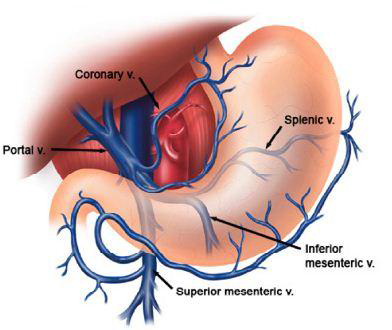 Coronary v.
Splenic v.
Portal v.
Inferior
mesenteric v.
Superior mesenteric v.